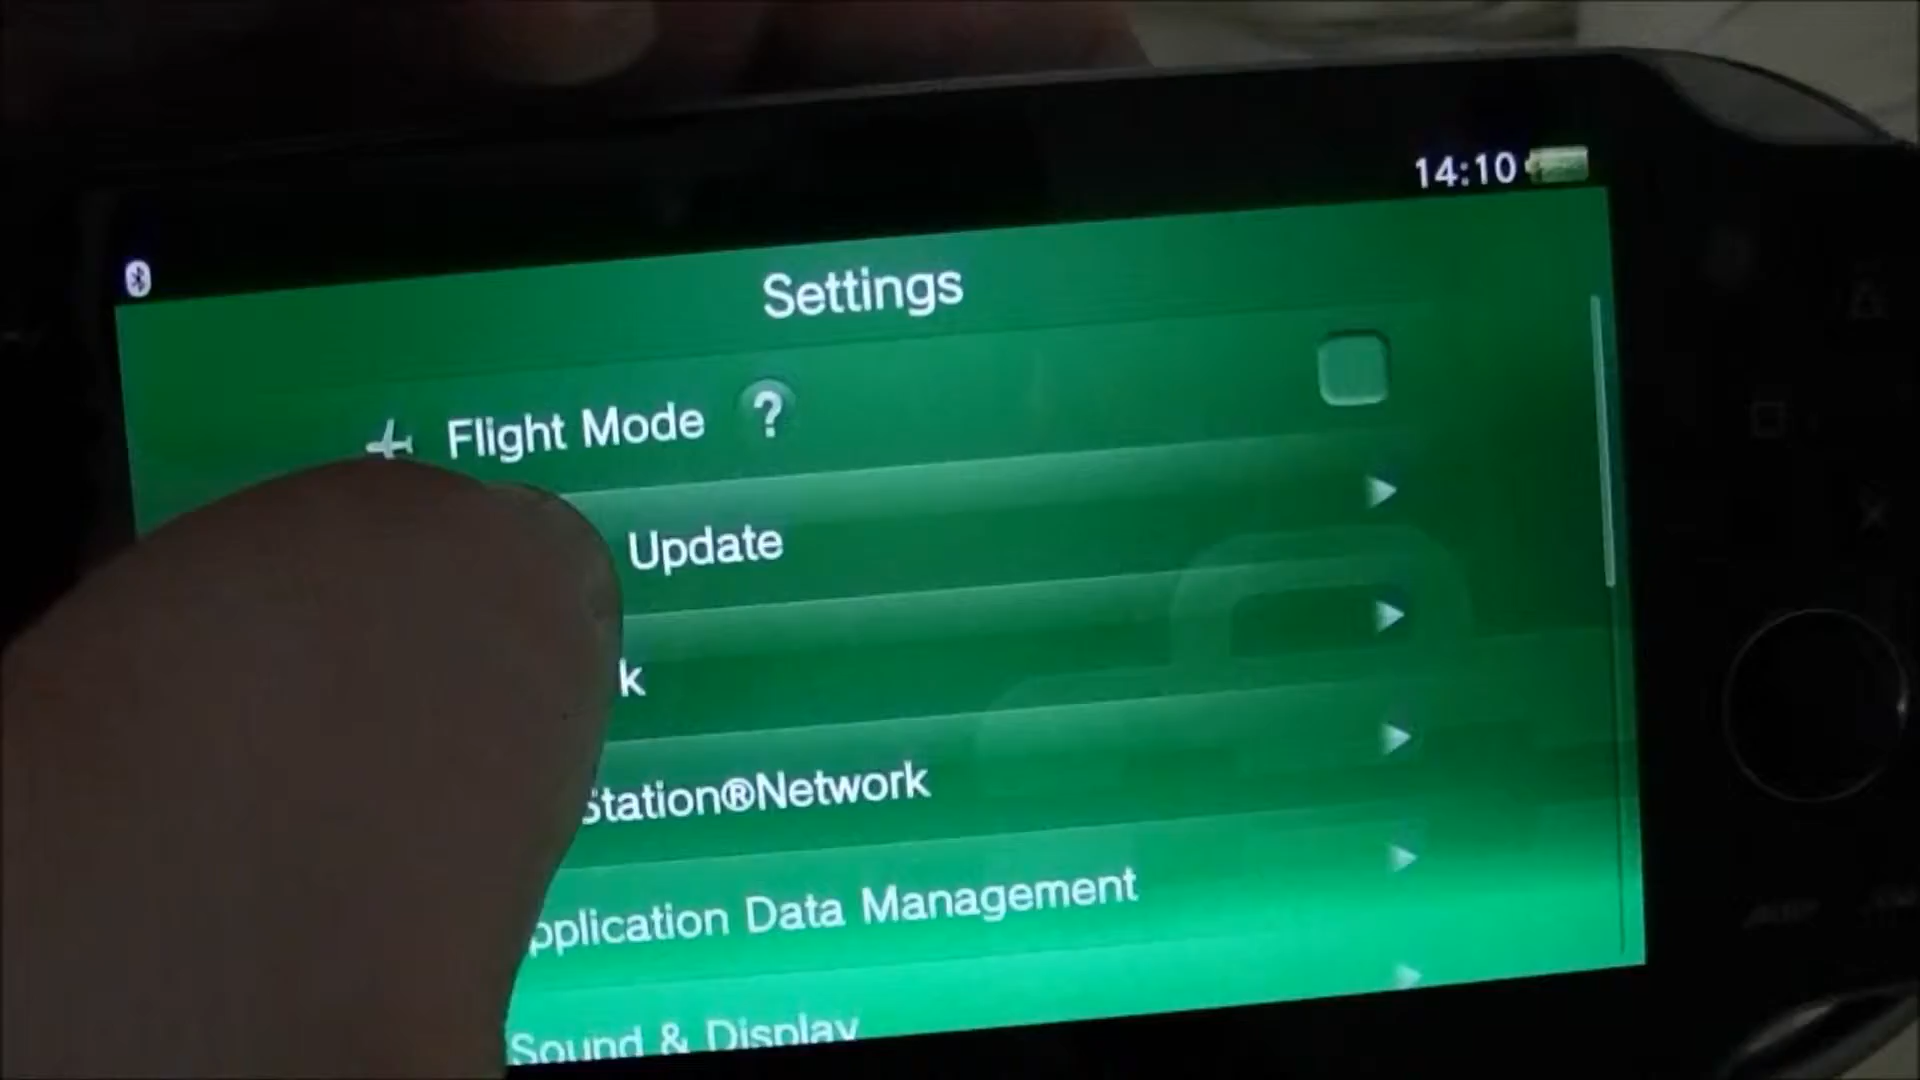 14:10
Settings
Flight Mode ?
Update
k
Station®Network
pplication Data Management
Sound & Display